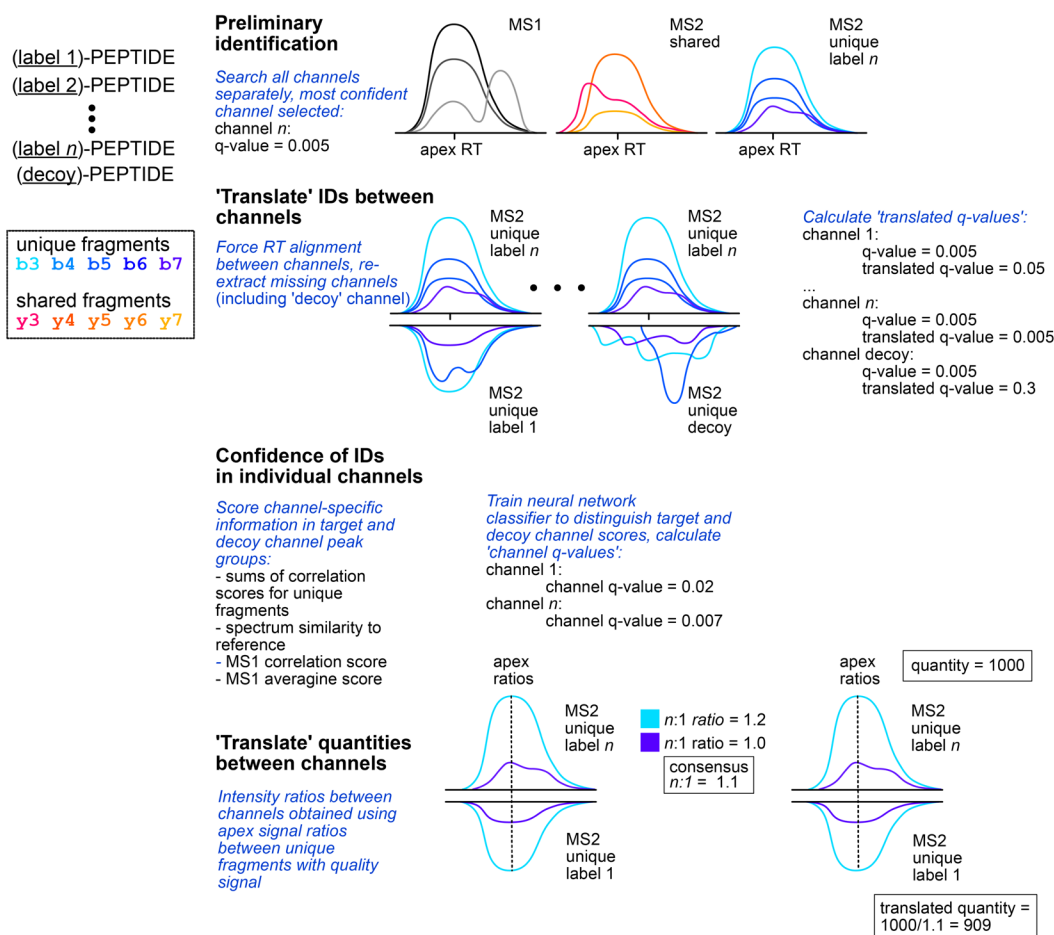 (label 1)-PEPTIDE
(label 2)-PEPTIDE
(label n)-PEPTIDE
(decoy)-PEPTIDE
unique fragments
b3 b4 b5 b6 b7
shared fragments
y3 y4 y5 y6 y7
Preliminary
identification
Search all channels
separately, most confident
channel selected:
channel n:
q-value = 0.005
MS1
apex RT
MS2
shared
apex RT
MS2
unique
label n
apex RT
'Translate' IDs between
channels
Force RT alignment
between channels, re-
extract missing channels
(including 'decoy' channel)
MS2
unique
label n
MS2
unique
label 1
MS2
unique
label n
MS2
unique
decoy
Calculate 'translated q-values':
channel 1:
q-value = 0.005
translated q-value = 0.05
...
channel n:
q-value = 0.005
translated q-value = 0.005
channel decoy:
q-value = 0.005
translated q-value = 0.3
Confidence of IDs
in individual channels
Score channel-specific
information in target and
decoy channel peak
groups:
- sums of correlation
scores for unique
fragments
- spectrum similarity to
reference
- MS1 correlation score
- MS1 averagine score
Train neural network
classifier to distinguish target and
decoy channel scores, calculate
'channel q-values':
channel 1:
channel q-value = 0.02
channel n:
channel q-value = 0.007
'Translate' quantities
between channels
Intensity ratios between
channels obtained using
apex signal ratios
between unique
fragments with quality
signal
apex
ratios
MS2
unique
label n
MS2
unique
label 1
n:1 ratio = 1.2
n:1 ratio = 1.0
consensus
n:1 = 1.1
apex
ratios
quantity = 1000
MS2
unique
label n
MS2
unique
label 1
translated quantity =
1000/1.1 = 909